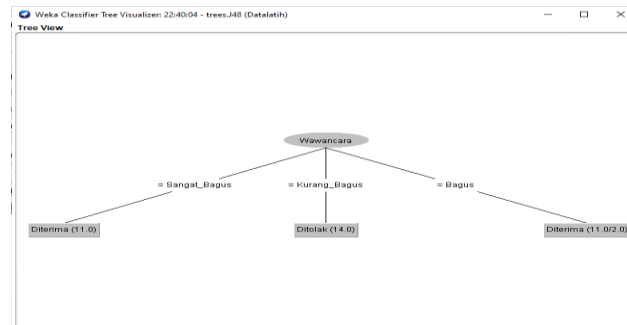 Weka Classifier Tree Visualizer: 22:40:04 - trees.J48 (Datalatih)
Tree View
Wawancara
= Sangat_Bagus = Kurang_Bagus = Bagus
Diterima (11.0) Ditolak (14.0) Diterima (11.0/2.0)